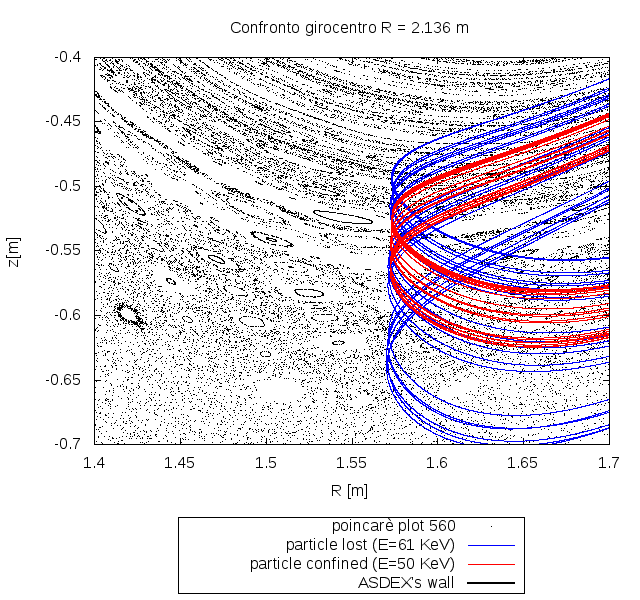 Confronto girocentro R = 2.136 m
-0.4
-0.45
-0.5
-0.55
-0.6
-0.65
-0.7
z[m]
1.4 1.45 1.5 1.55 1.6 1.65 1.7
R [m]
poincarè plot 560
particle lost (E=61 KeV)
particle confined (E=50 KeV)
ASDEX's wall